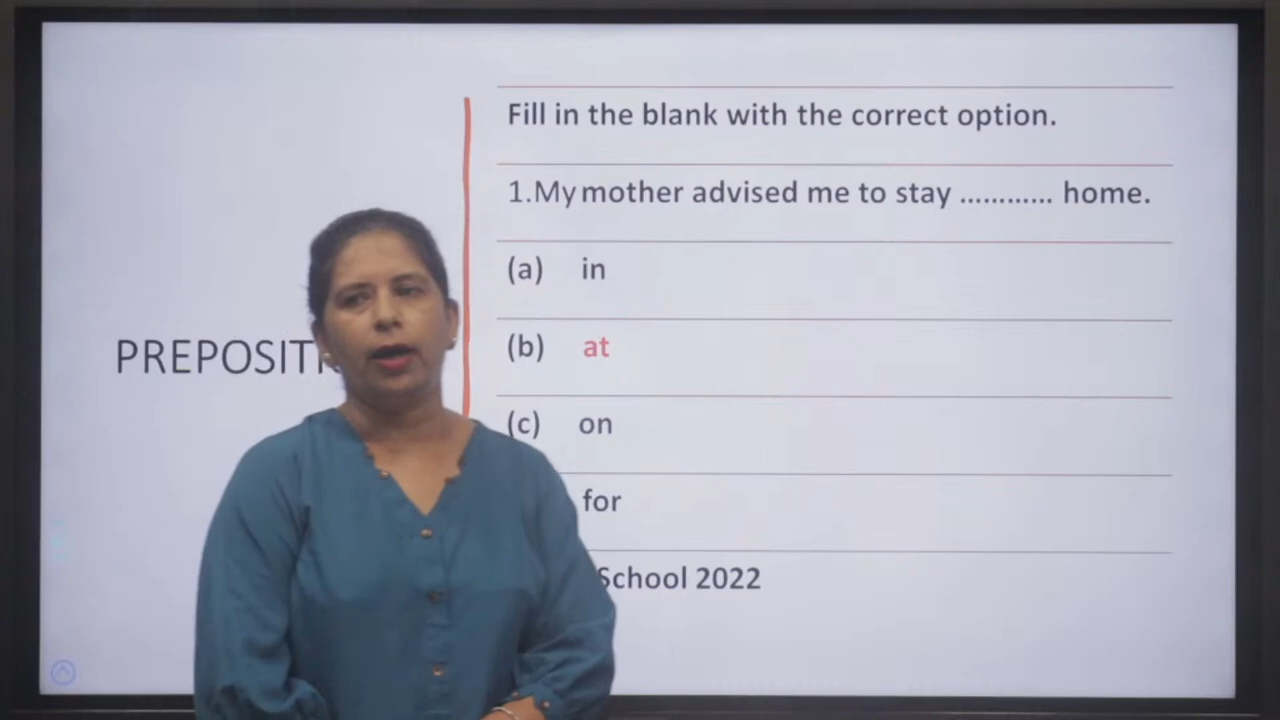 Fill in the blank with the correct option.
1.My mother advised me to stay ............ home.
(a) in
PREPOSIT
(b) at
(c) on
for
School 2022